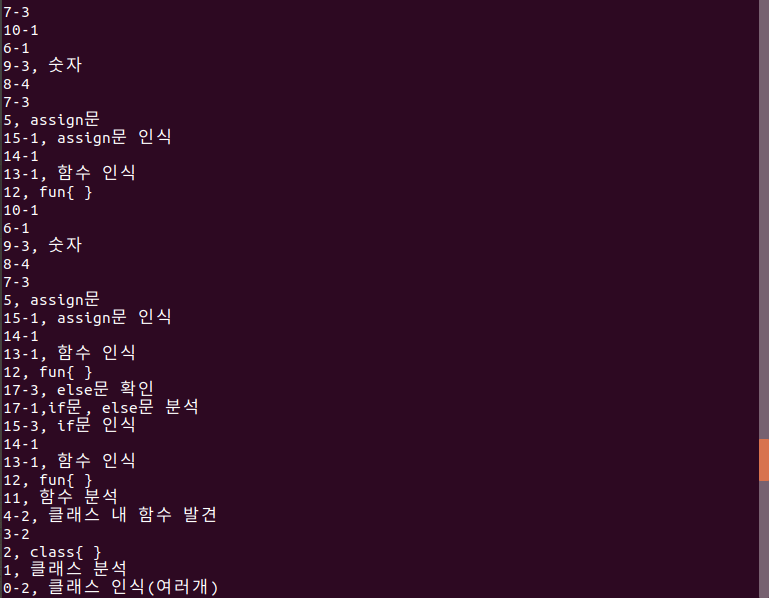 7-3
10-1
6-1
9-3, 숫자
8-4
7-3
5, assign문
15-1, assign문 인식
14-1
13-1, 함수 인식
12, fun{ }
10-1
6-1
9-3, 숫자
8-4
7-3
5, assign문
15-1, assign문 인식
14-1
13-1, 함수 인식
12, fun{ }
17-3, else문 확인
17-1,if문, else문 분석
15-3, if문 인식
14-1
13-1, 함수 인식
12, fun{ }
11, 함수 분석
4-2, 클래스 내 함수 발견
3-2
2, class{ }
1, 클래스 분석
0-2, 클래스 인식(여러개)